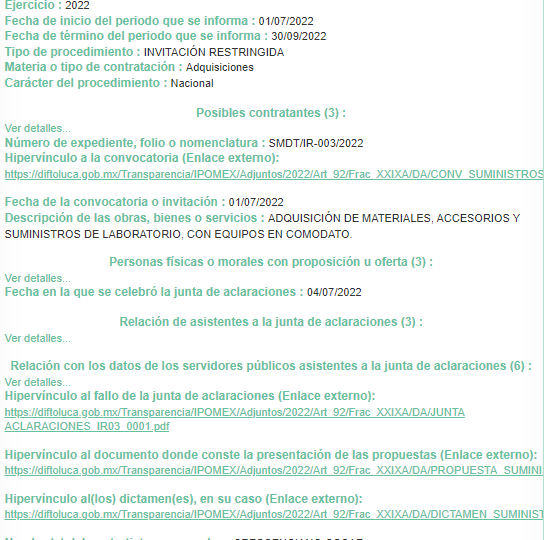 Ejercicio : 2022
Fecha de inicio del periodo que se informa : 01/07/2022
Fecha de término del periodo que se informa : 30/09/2022
Tipo de procedimiento : INVITACIÓN RESTRINGIDA
Materia o tipo de contratación : Adquisiciones
Carácter del procedimiento : Nacional
Posibles contratantes (3) :
Ver detalles...
Número de expediente, folio o nomenclatura : SMDT/IR-003/2022
Hipervínculo a la convocatoria (Enlace externo):
https://diftoluca.gob.mx/Transparencia/IPOMEX/Adjuntos/2022/Art_92/Frac_XXIXA/DA/CONV_SUMINISTROS
Fecha de la convocatoria o invitación : 01/07/2022
Descripción de las obras, bienes o servicios : ADQUISICIÓN DE MATERIALES, ACCESORIOS Y
SUMINISTROS DE LABORATORIO, CON EQUIPOS EN COMODATO.
Personas físicas o morales con proposición u oferta (3) :
Ver detalles...
Fecha en la que se celebró la junta de aclaraciones : 04/07/2022
Relación de asistentes a la junta de aclaraciones (3) :
Ver detalles...
Relación con los datos de los servidores públicos asistentes a la junta de aclaraciones (6) :
Ver detalles...
Hipervínculo al fallo de la junta de aclaraciones (Enlace externo):
https://diftoluca.gob.mx/Transparencia/IPOMEX/Adjuntos/2022/Art_92/Frac_XXIXA/DA/JUNTA
ACLARACIONES_IR03_0001.pdf
Hipervínculo al documento donde conste la presentación de las propuestas (Enlace externo):
https://diftoluca.gob.mx/Transparencia/IPOMEX/Adjuntos/2022/Art_92/Frac_XXIXA/DA/PROPUESTA_SUMINI
Hipervínculo al(los) dictamen(es), en su caso (Enlace externo):
https://diftoluca.gob.mx/Transparencia/IPOMEX/Adjuntos/2022/Art_92/Frac_XXIXA/DA/DICTAMEN_SUMINIST